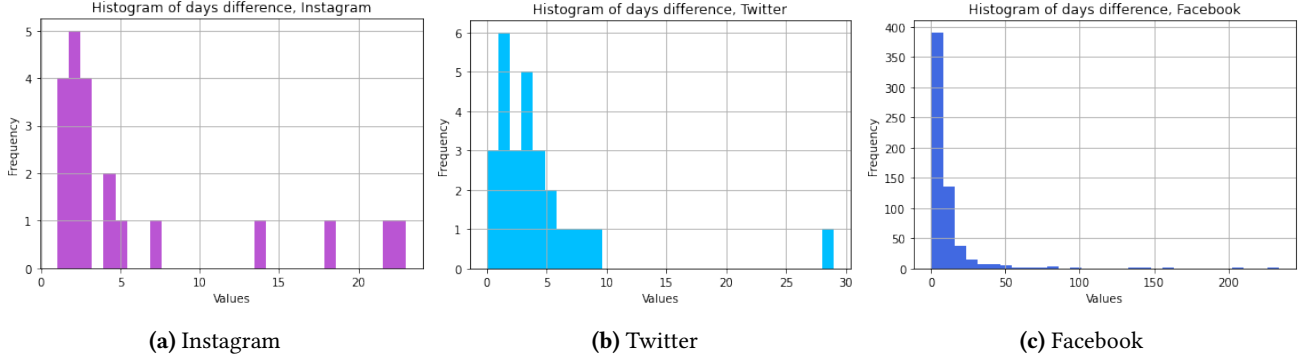 Histogram of days difference, Instagram
5
4
3
2
1
0
0 5 10 15 20
Frequency
Values
(a) Instagram
Histogram of days difference, Twitter
6
5
4
3
2
1
0
0 5 10 15 20 25 30
Frequency
Values
(b) Twitter
Histogram of days difference, Facebook
400
350
300
250
200
150
100
50
0
0 50 100 150 200
Frequency
Values
(c) Facebook